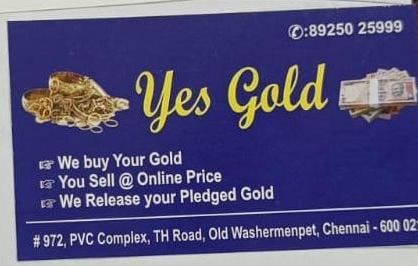 ✆:89250 25999
Yes Gold
☞ We buy Your Gold
☞ You Sell @ Online Price
☞ We Release your Pledged Gold
# 972, PVC Complex, TH Road, Old Washermenpet, Chennai - 600